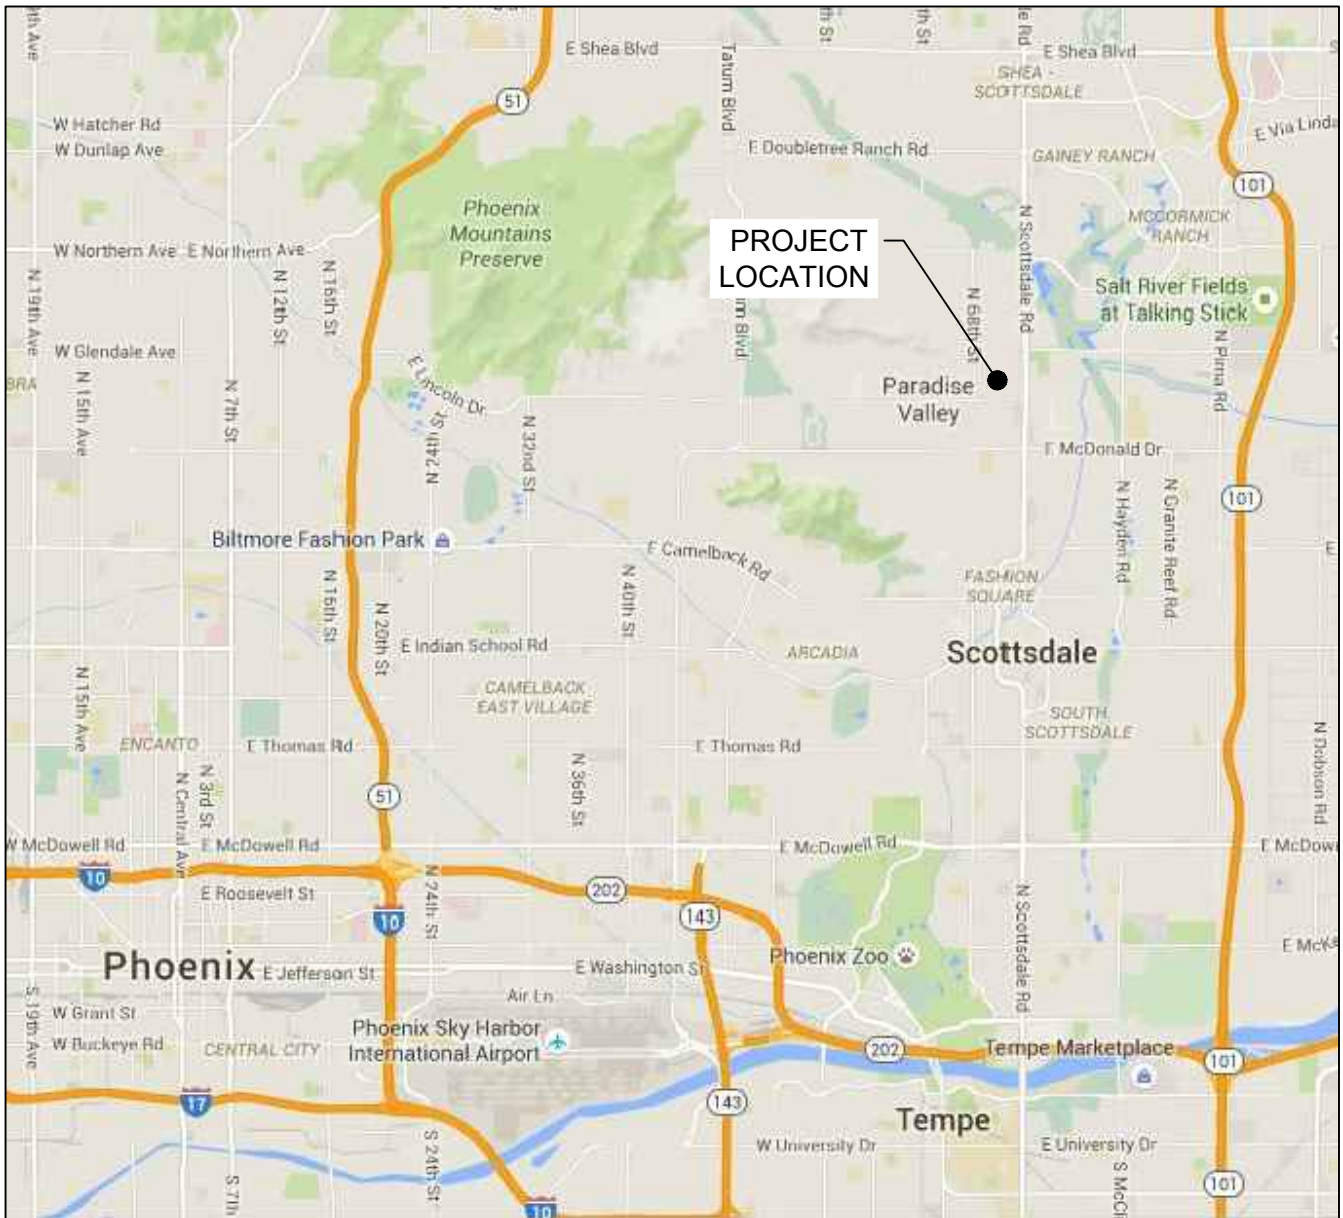 E Shea Blvd
E Shea Blvd
Tatum Blvd
51
SHEA -
SCOTTSDALE
W Hatcher Rd
W Dunlap Ave
E Doubletree Ranch Rd
E Via Linda
GAINEY RANCH
101
Phoenix
Mountains
Preserve
MCCORMICK
RANCH
W Northern Ave
E Northern Ave
PROJECT
LOCATION
N Scottsdale Rd
N 19th Ave
N 12th St
N 16th St
N 68th St
Salt River Fields
at Talking Stick
W Glendale Ave
N Pima Rd
E Lincoln Dr
N 15th Ave
N 7th St
Paradise
Valley
N 24th St
N 32nd St
E McDonald Dr
N Hayden Rd
N Granite Reef Rd
101
Biltmore Fashion Park
E Camelback Rd
FASHION
SQUARE
N 16th St
N 20th St
N 40th St
E Indian School Rd
ARCADIA
Scottsdale
N 15th Ave
CAMELBACK
EAST VILLAGE
SOUTH
SCOTTSDALE
ENCANTO
E Thomas Rd
E Thomas Rd
N Dobson Rd
N 3rd St
N Central Ave
N 36th St
51
W McDowell Rd
E McDowell Rd
E McDowell Rd
10
E Roosevelt St
N 24th St
202
143
10
N Scottsdale Rd
Phoenix
E Jefferson St
E Washington St
Phoenix Zoo
Air Ln
S 19th Ave
W Grant St
W Buckeye Rd
CENTRAL CITY
Phoenix Sky Harbor
International Airport
202
Tempe Marketplace
101
17
143
Tempe
S 24th St
W University Dr
E University Dr
S 7th
101
10